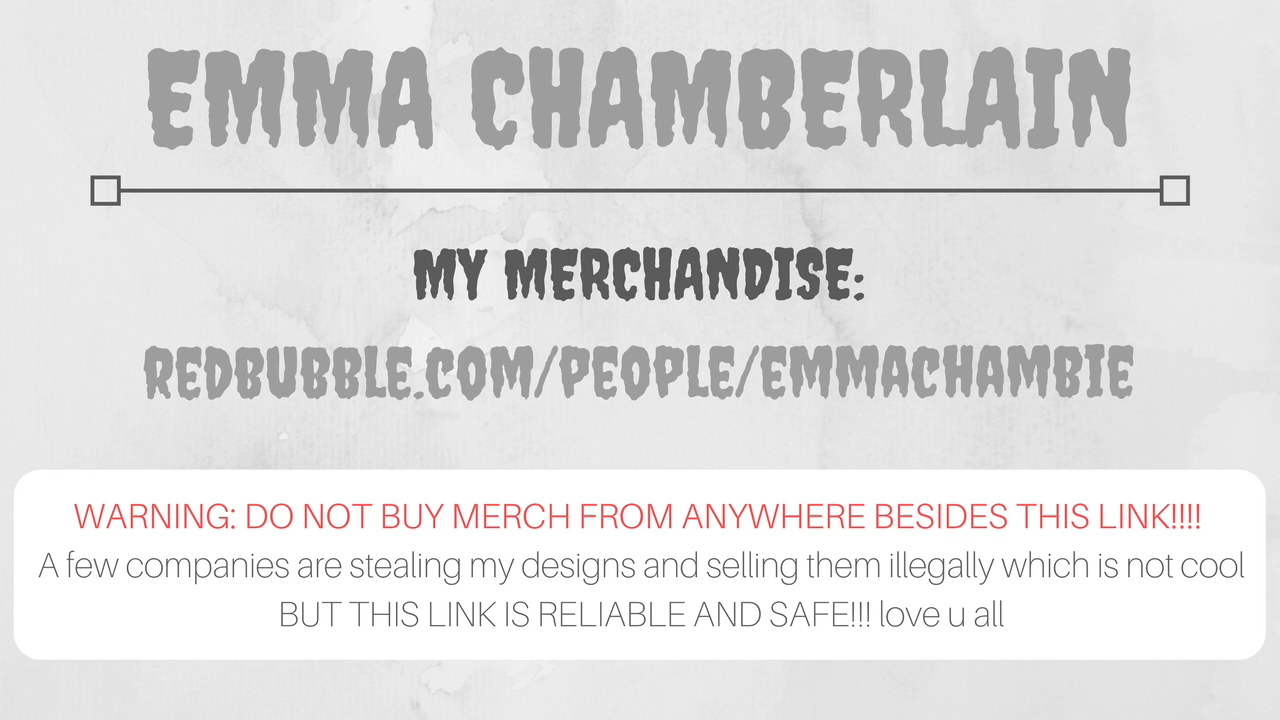 EMMA CHAMBERLAIN
MY MERCHANDISE:
REDBUBBLE.COM/PEOPLE/EMMACHAMBIE
WARNING: DO NOT BUY MERCH FROM ANYWHERE BESIDES THIS LINK!!!!
A few companies are stealing my designs and selling them illegally which is not cool
BUT THIS LINK IS RELIABLE AND SAFE!!! love u all